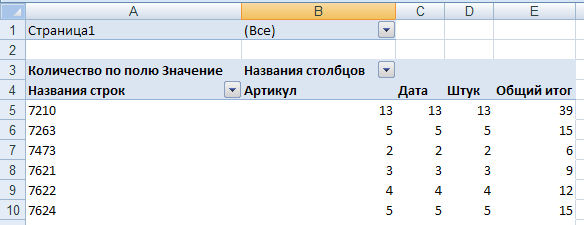 A B C D E
1 Страница1 (Все)
2
3 Количество по полю Значение Названия столбцов
4 Названия строк Артикул Дата Штук Общий итог
5 7210 13 13 13 39
6 7263 5 5 5 15
7 7473 2 2 2 6
8 7621 3 3 3 9
9 7622 4 4 4 12
10 7624 5 5 5 15